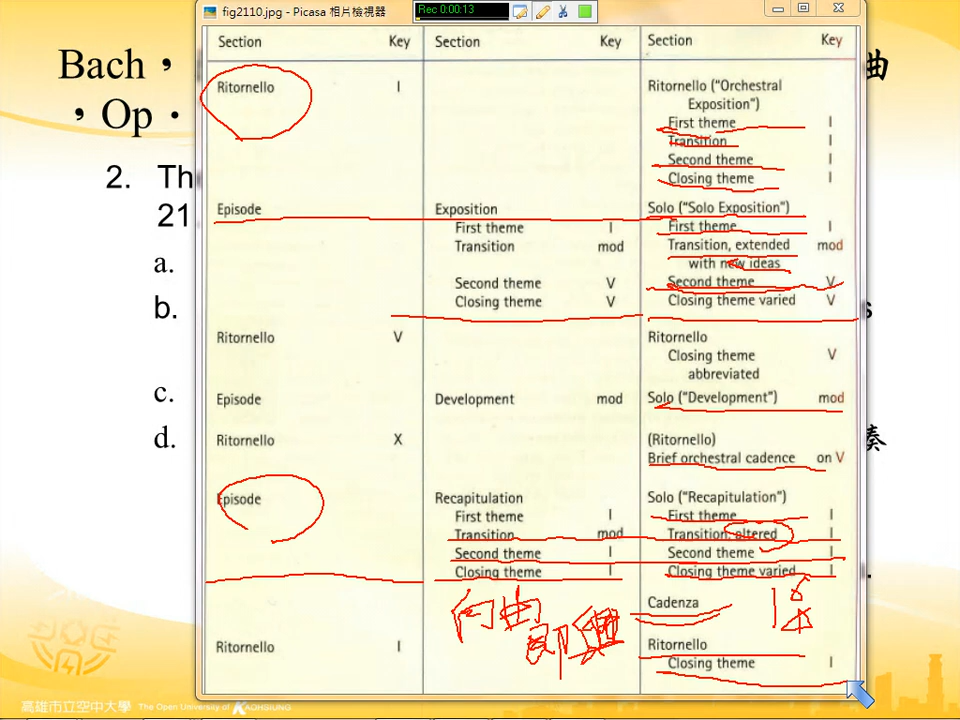 fig2110.jpg - Picasa 相片檢視器
Rec 0:00:13
Bach，
曲
，Op．
2. Th
21
a.
b.
s
c.
d.
奏
Section Key Section Key Section Key
Ritornello I Ritornello ("Orchestral
Exposition")
First theme I
Transition I
Second theme I
Closing theme I
Episode Exposition Solo ("Solo Exposition")
First theme I First theme I
Transition mod Transition, extended mod
with new ideas
Second theme V Second theme V
Closing theme V Closing theme varied V
Ritornello V Ritornello
Closing theme V
abbreviated
Episode Development mod Solo ("Development") mod
Ritornello X (Ritornello)
Brief orchestral cadence on V
Episode Recapitulation Solo ("Recapitulation")
First theme I First theme I
Transition mod Transition, altered I
Second theme I Second theme I
Closing theme I Closing theme varied I
Cadenza
即興
Ritornello I Ritornello
Closing theme I
高雄市立空中大學 The Open University of KAOHSIUNG